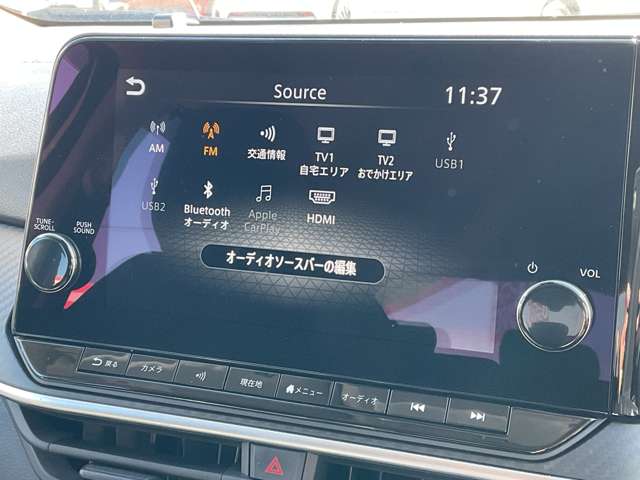 Source
11:37
AM
FM
交通情報
TV1
自宅エリア
TV2
おでかけエリア
USB1
USB2
Bluetooth
オーディオ
Apple
CarPlay
HDMI
オーディオソースバーの編集
TUNE-
SCROLL
PUSH
SOUND
VOL
戻る
カメラ
現在地
メニュー
オーディオ